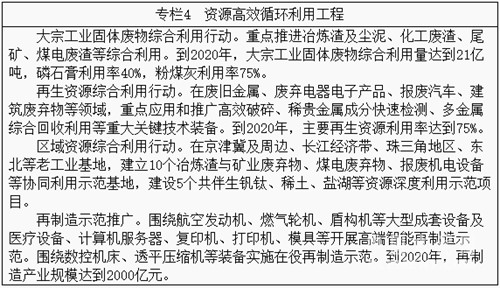 专栏4 资源高效循环利用工程
大宗工业固体废物综合利用行动。重点推进冶炼渣及尘泥、化工废渣、尾
矿、煤电废渣等综合利用。到2020年，大宗工业固体废物综合利用量达到21亿
吨，磷石膏利用率40%，粉煤灰利用率75%。
再生资源综合利用行动。在废旧金属、废弃电器电子产品、报废汽车、建
筑废弃物等领域，重点应用和推广高效破碎、稀贵金属成分快速检测、多金属
综合回收利用等重大关键技术装备。到2020年，主要再生资源利用率达到75%。
区域资源综合利用行动。在京津冀及周边、长江经济带、珠三角地区、东
北等老工业基地，建立10个冶炼渣与矿业废弃物、煤电废弃物、报废机电设备
等协同利用示范基地，建设5个共伴生钒钛、稀土、盐湖等资源深度利用示范项
目。
再制造示范推广。围绕航空发动机、燃气轮机、盾构机等大型成套设备及
医疗设备、计算机服务器、复印机、打印机、模具等开展高端智能再制造示
范。围绕数控机床、透平压缩机等装备实施在役再制造示范。到2020年，再制
造产业规模达到2000亿元。